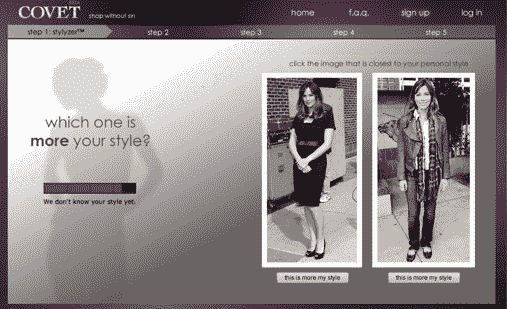 COVET shop without sin
home f.a.q. sign up log in
step 1: stylyzer™ step 2 step 3 step 4 step 5
click the image that is closest to your personal style
which one is
more your style?
We don't know your style yet.
this is more my style this is more my style